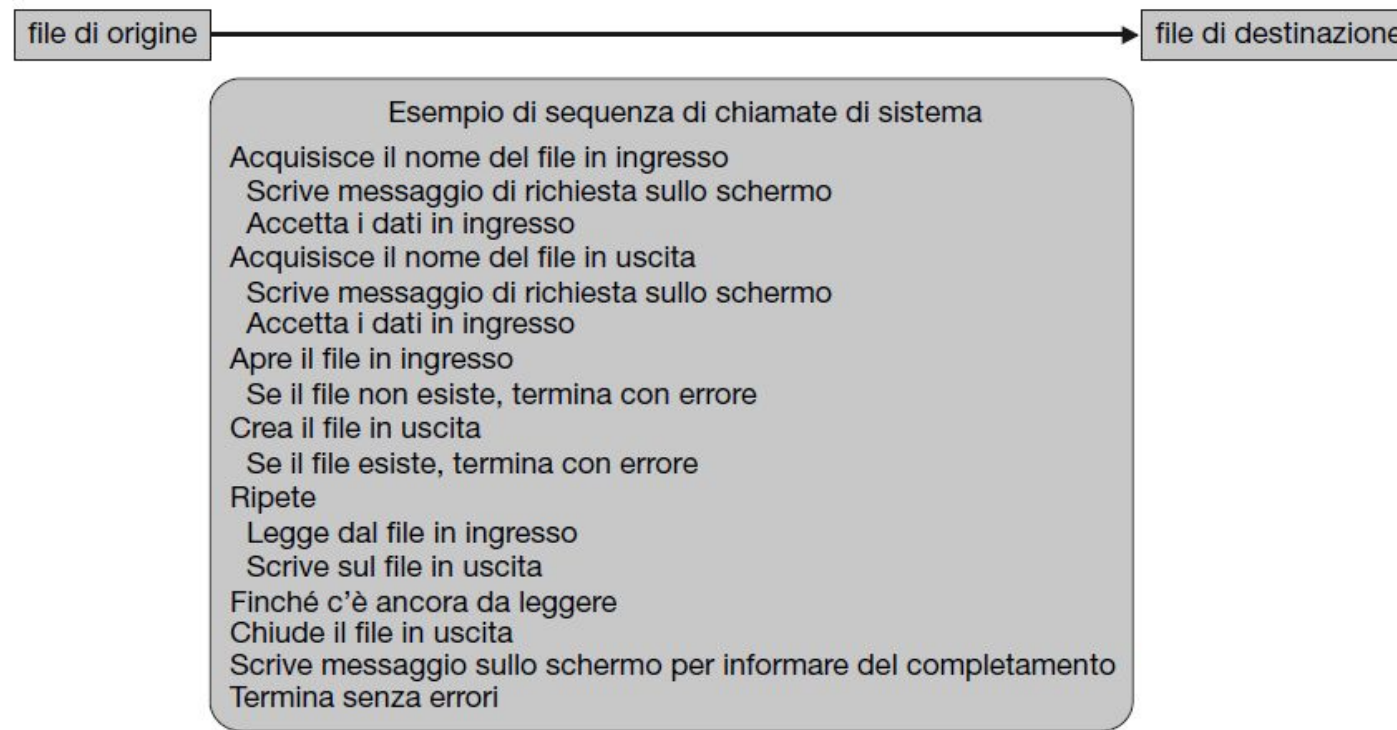 file di origine
file di destinazione
Esempio di sequenza di chiamate di sistema
Acquisisce il nome del file in ingresso
Scrive messaggio di richiesta sullo schermo
Accetta i dati in ingresso
Acquisisce il nome del file in uscita
Scrive messaggio di richiesta sullo schermo
Accetta i dati in ingresso
Apre il file in ingresso
Se il file non esiste, termina con errore
Crea il file in uscita
Se il file esiste, termina con errore
Ripete
Legge dal file in ingresso
Scrive sul file in uscita
Finché c'è ancora da leggere
Chiude il file in uscita
Scrive messaggio sullo schermo per informare del completamento
Termina senza errori